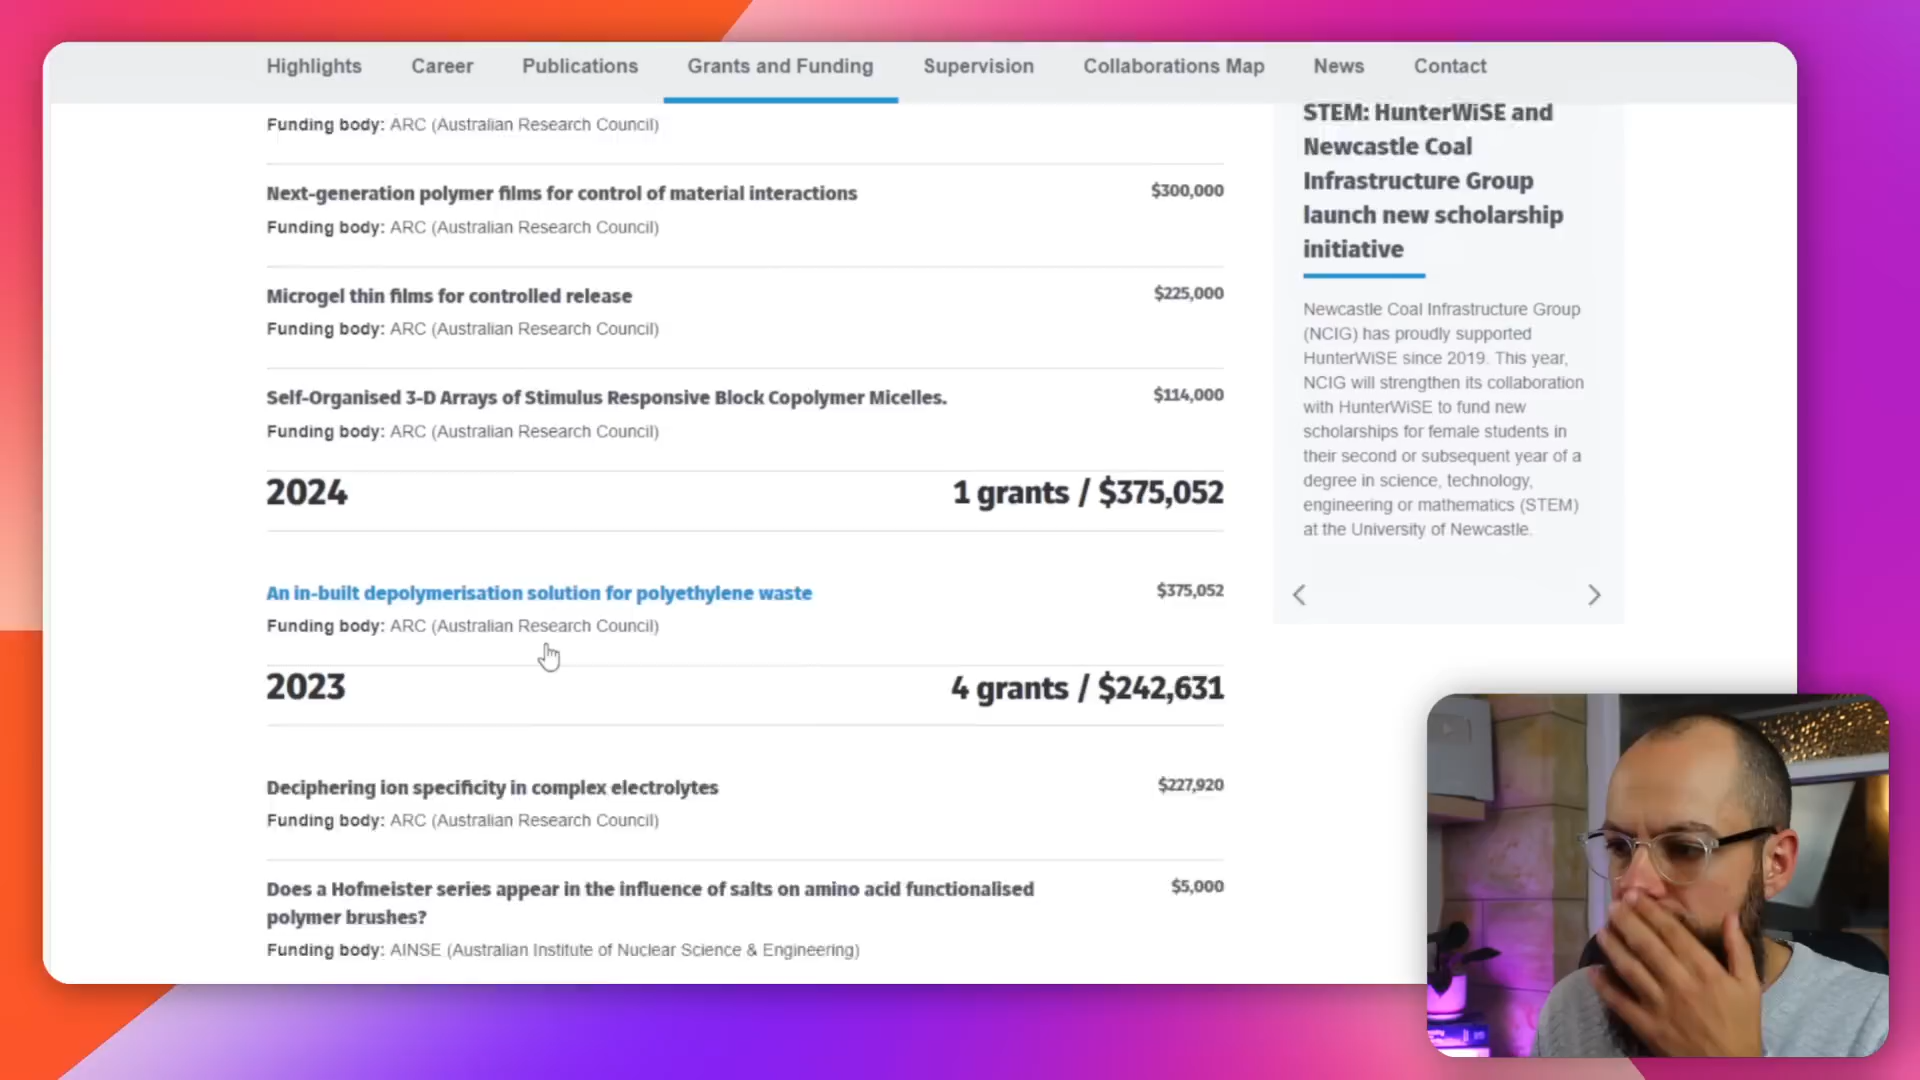 Highlights Career Publications Grants and Funding Supervision Collaborations Map News Contact
Funding body: ARC (Australian Research Council)
Next-generation polymer films for control of material interactions $300,000
Funding body: ARC (Australian Research Council)
Microgel thin films for controlled release $225,000
Funding body: ARC (Australian Research Council)
Self-Organised 3-D Arrays of Stimulus Responsive Block Copolymer Micelles. $114,000
Funding body: ARC (Australian Research Council)
2024 1 grants / $375,052
An in-built depolymerisation solution for polyethylene waste $375,052
Funding body: ARC (Australian Research Council)
2023 4 grants / $242,631
Deciphering ion specificity in complex electrolytes $227,920
Funding body: ARC (Australian Research Council)
Does a Hofmeister series appear in the influence of salts on amino acid functionalised $5,000
polymer brushes?
Funding body: AINSE (Australian Institute of Nuclear Science & Engineering)
STEM: HunterWiSE and
Newcastle Coal
Infrastructure Group
launch new scholarship
initiative
Newcastle Coal Infrastructure Group
(NCIG) has proudly supported
HunterWiSE since 2019. This year,
NCIG will strengthen its collaboration
with HunterWiSE to fund new
scholarships for female students in
their second or subsequent year of a
degree in science, technology,
engineering or mathematics (STEM)
at the University of Newcastle.